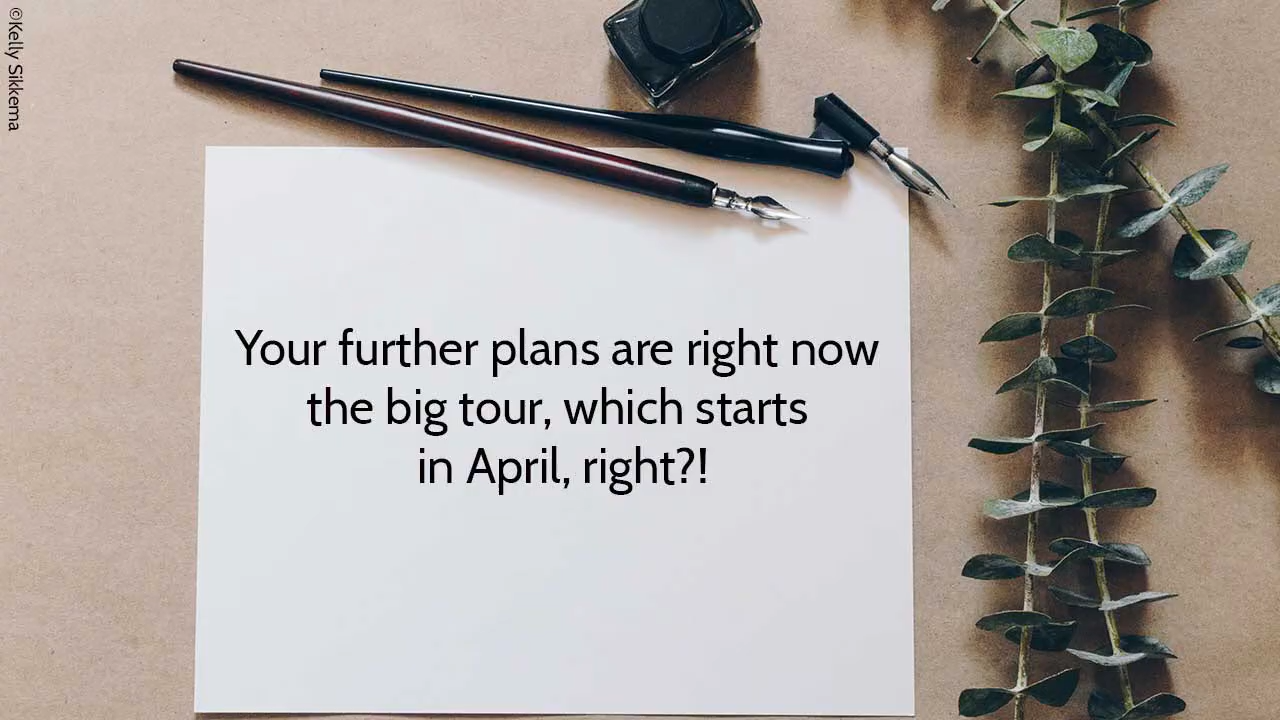 ©Kelly Sikkema
Your further plans are right now
the big tour, which starts
in April, right?!